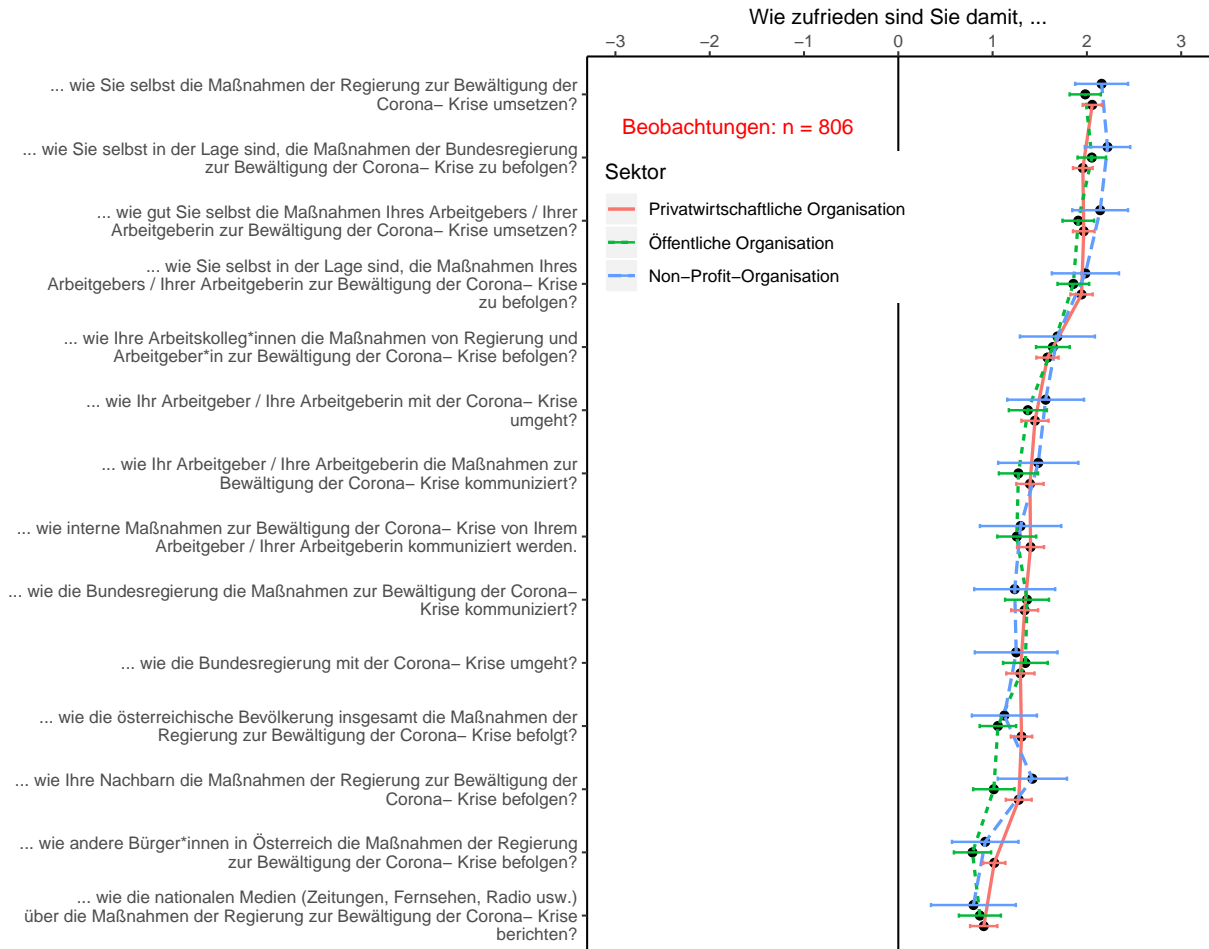 Wie zufrieden sind Sie damit, ...
−3 −2 −1 0 1 2 3
... wie Sie selbst die Maßnahmen der Regierung zur Bewältigung der
Corona− Krise umsetzen?
Beobachtungen: n = 806
... wie Sie selbst in der Lage sind, die Maßnahmen der Bundesregierung
zur Bewältigung der Corona− Krise zu befolgen?
Sektor
Privatwirtschaftliche Organisation
Öffentliche Organisation
Non−Profit−Organisation
... wie gut Sie selbst die Maßnahmen Ihres Arbeitgebers / Ihrer
Arbeitgeberin zur Bewältigung der Corona− Krise umsetzen?
... wie Sie selbst in der Lage sind, die Maßnahmen Ihres
Arbeitgebers / Ihrer Arbeitgeberin zur Bewältigung der Corona− Krise
zu befolgen?
... wie Ihre Arbeitskolleg*innen die Maßnahmen von Regierung und
Arbeitgeber*in zur Bewältigung der Corona− Krise befolgen?
... wie Ihr Arbeitgeber / Ihre Arbeitgeberin mit der Corona− Krise
umgeht?
... wie Ihr Arbeitgeber / Ihre Arbeitgeberin die Maßnahmen zur
Bewältigung der Corona− Krise kommuniziert?
... wie interne Maßnahmen zur Bewältigung der Corona− Krise von Ihrem
Arbeitgeber / Ihrer Arbeitgeberin kommuniziert werden.
... wie die Bundesregierung die Maßnahmen zur Bewältigung der Corona−
Krise kommuniziert?
... wie die Bundesregierung mit der Corona− Krise umgeht?
... wie die österreichische Bevölkerung insgesamt die Maßnahmen der
Regierung zur Bewältigung der Corona− Krise befolgt?
... wie Ihre Nachbarn die Maßnahmen der Regierung zur Bewältigung der
Corona− Krise befolgen?
... wie andere Bürger*innen in Österreich die Maßnahmen der Regierung
zur Bewältigung der Corona− Krise befolgen?
... wie die nationalen Medien (Zeitungen, Fernsehen, Radio usw.)
über die Maßnahmen der Regierung zur Bewältigung der Corona− Krise
berichten?